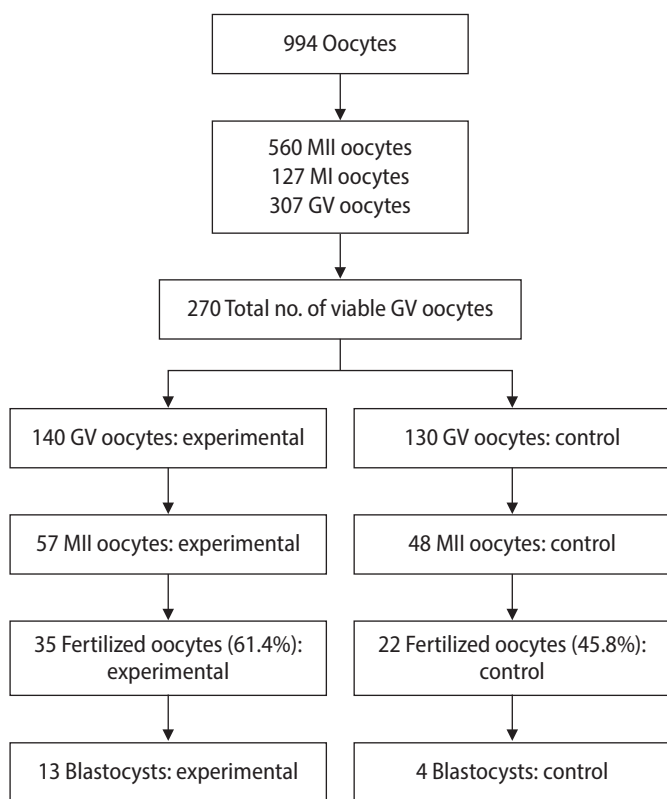 994 Oocytes
560 MII oocytes
127 MI oocytes
307 GV oocytes
270 Total no. of viable GV oocytes
140 GV oocytes: experimental
130 GV oocytes: control
57 MII oocytes: experimental
48 MII oocytes: control
35 Fertilized oocytes (61.4%):
experimental
22 Fertilized oocytes (45.8%):
control
13 Blastocysts: experimental
4 Blastocysts: control